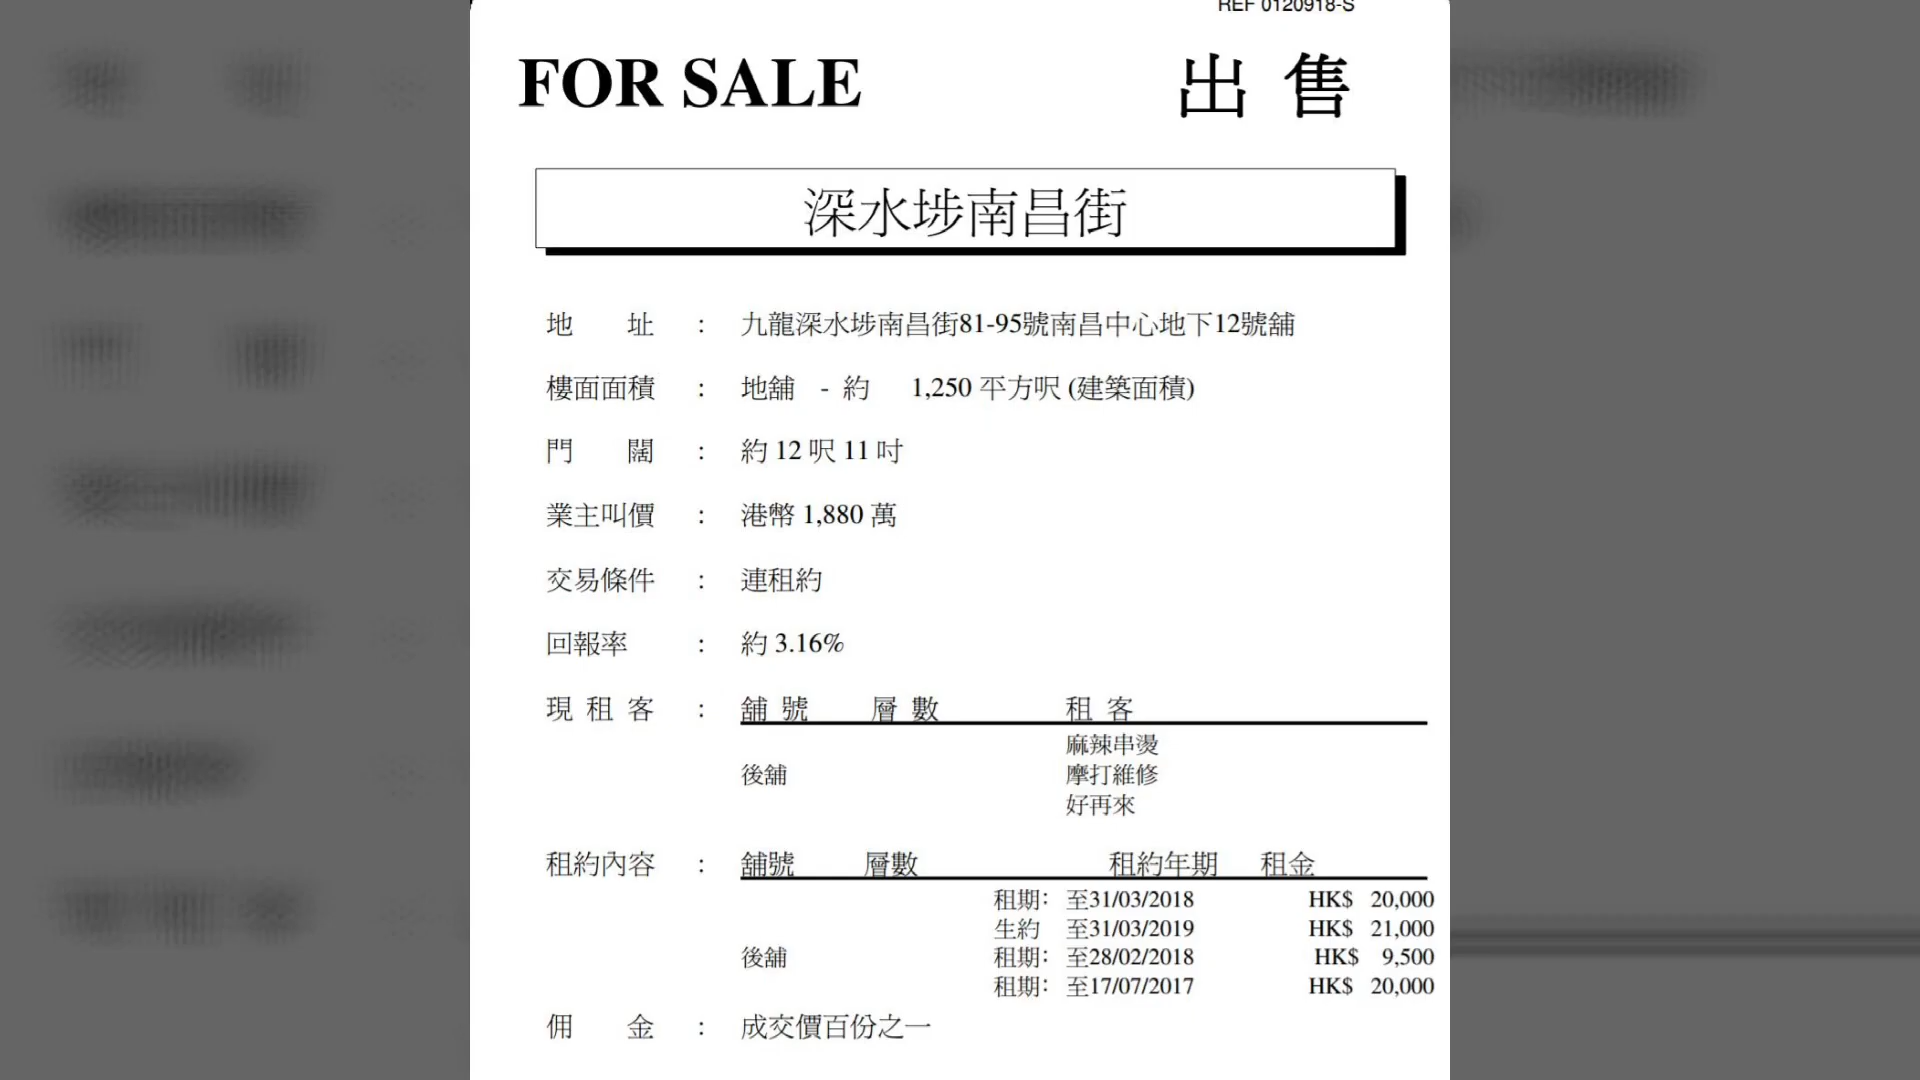 REF 0120918-S
FOR SALE 出 售
深水埗南昌街
地 址 : 九龍深水埗南昌街81-95號南昌中心地下12號舖
樓面面積 : 地舖 - 約 1,250 平方呎 (建築面積)
門 闊 : 約 12 呎 11 吋
業主叫價 : 港幣 1,880 萬
交易條件 : 連租約
回報率 : 約 3.16%
現 租 客 : 舖 號 層 數 租 客
麻辣串燙
後舖 摩打維修
好再來
租約內容 : 舖號 層數 租約年期 租金
租期: 至31/03/2018 HK$ 20,000
生約 至31/03/2019 HK$ 21,000
後舖 租期: 至28/02/2018 HK$ 9,500
租期: 至17/07/2017 HK$ 20,000
佣 金 : 成交價百份之一